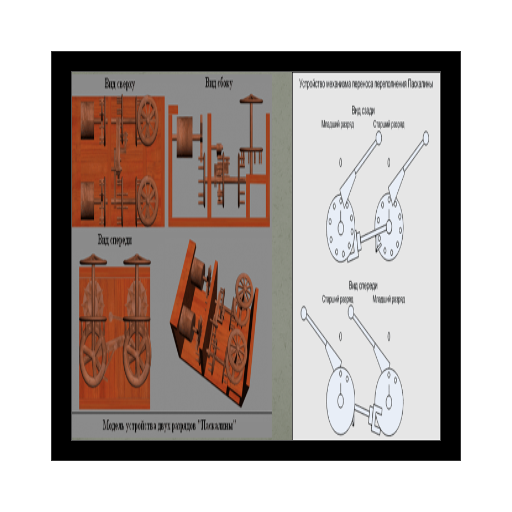 Вид сверху
Вид сбоку
Вид спереди
Модель устройства двух разрядов "Паскалины"
Устройство механизма переноса переполнения Паскалины
Вид сзади
Младший разряд
Старший разряд
0
0
Вид спереди
Старший разряд
Младший разряд
0
0